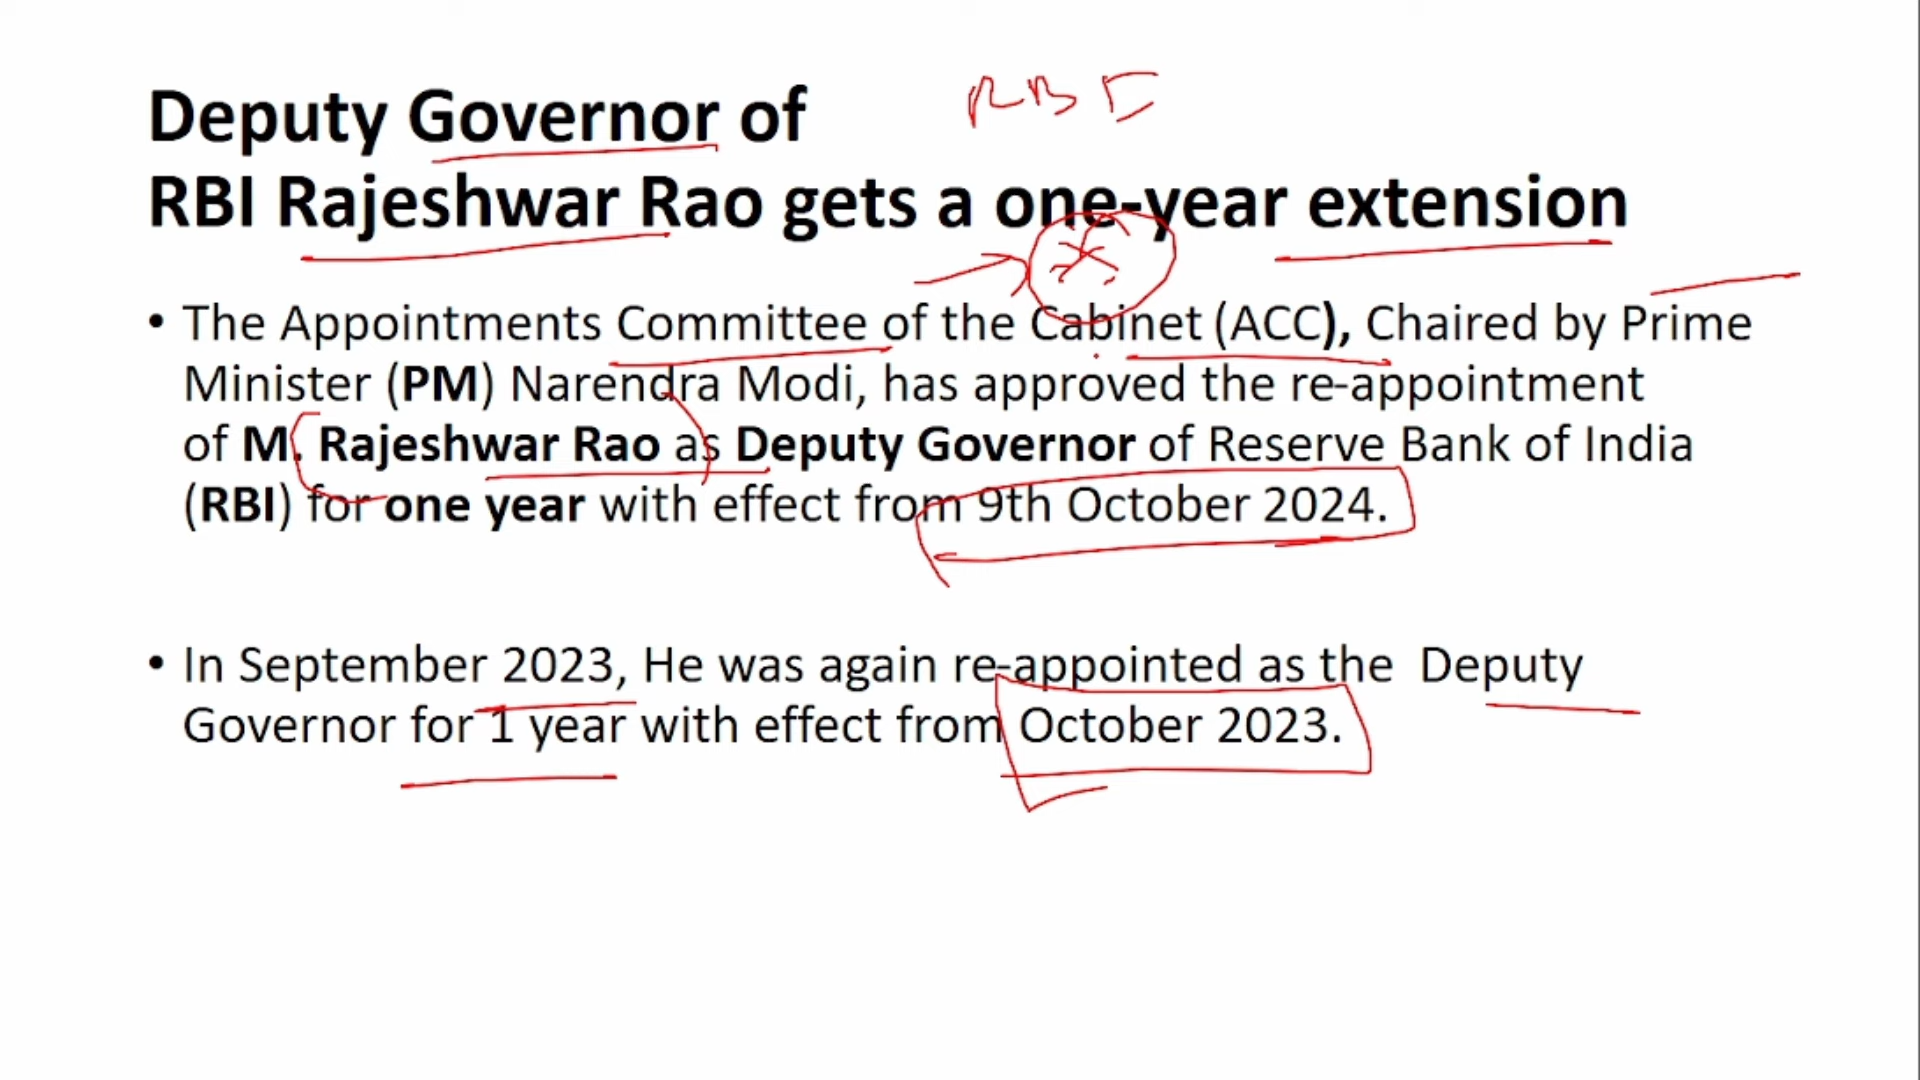 RBI
Deputy Governor of
RBI Rajeshwar Rao gets a one-year extension
• The Appointments Committee of the Cabinet (ACC), Chaired by Prime
Minister (PM) Narendra Modi, has approved the re-appointment
of M. Rajeshwar Rao as Deputy Governor of Reserve Bank of India
(RBI) for one year with effect from 9th October 2024.
• In September 2023, He was again re-appointed as the Deputy
Governor for 1 year with effect from October 2023.